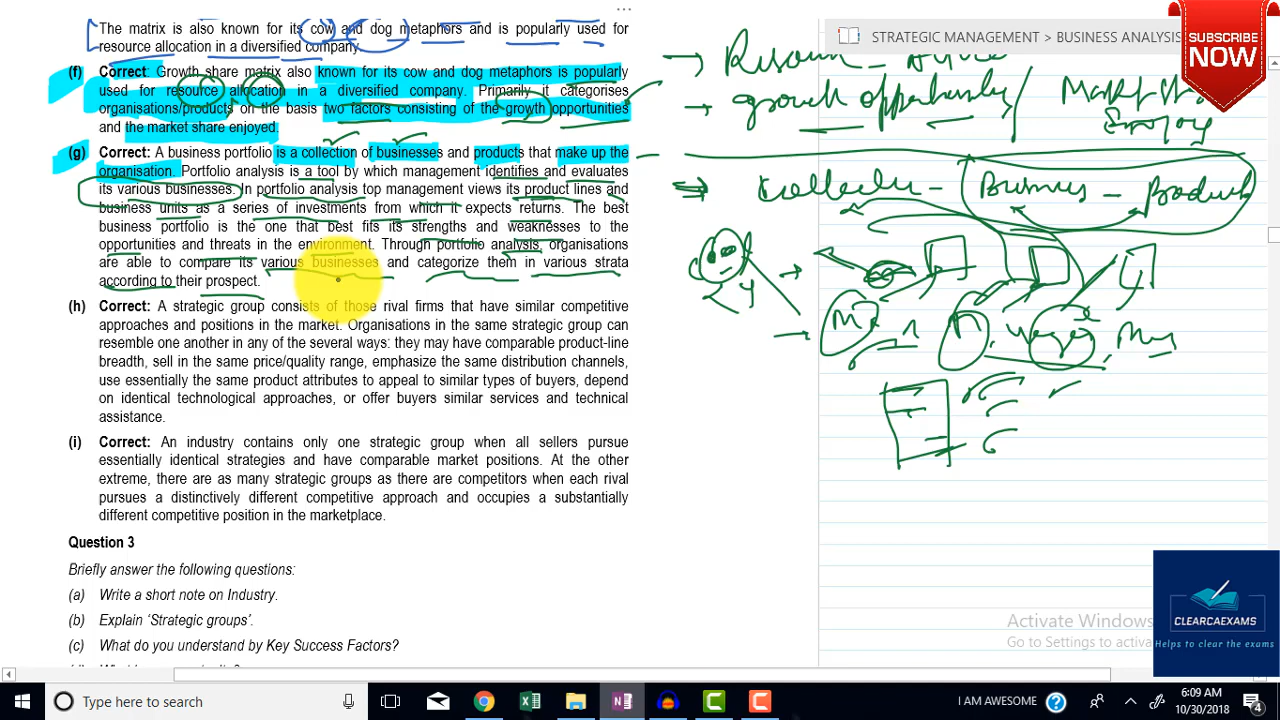 The matrix is also known for its cow and dog metaphors and is popularly used for
resource allocation in a diversified company.
(f) Correct: Growth share matrix also known for its cow and dog metaphors is popularly
used for resource allocation in a diversified company. Primarily it categorises
organisations/products on the basis two factors consisting of the growth opportunities
and the market share enjoyed.
(g) Correct: A business portfolio is a collection of businesses and products that make up the
organisation. Portfolio analysis is a tool by which management identifies and evaluates
its various businesses. In portfolio analysis top management views its product lines and
business units as a series of investments from which it expects returns. The best
business portfolio is the one that best fits its strengths and weaknesses to the
opportunities and threats in the environment. Through portfolio analysis, organisations
are able to compare its various businesses and categorize them in various strata
according to their prospect.
(h) Correct: A strategic group consists of those rival firms that have similar competitive
approaches and positions in the market. Organisations in the same strategic group can
resemble one another in any of the several ways: they may have comparable product-line
breadth, sell in the same price/quality range, emphasize the same distribution channels,
use essentially the same product attributes to appeal to similar types of buyers, depend
on identical technological approaches, or offer buyers similar services and technical
assistance.
(i) Correct: An industry contains only one strategic group when all sellers pursue
essentially identical strategies and have comparable market positions. At the other
extreme, there are as many strategic groups as there are competitors when each rival
pursues a distinctively different competitive approach and occupies a substantially
different competitive position in the marketplace.
Question 3
Briefly answer the following questions:
(a) Write a short note on Industry.
(b) Explain 'Strategic groups'.
(c) What do you understand by Key Success Factors?
STRATEGIC MANAGEMENT > BUSINESS ANALYSIS
SUBSCRIBE
NOW
growth opportunity /
Market
Enjoy
Business - Product
Activate Windows
Go to Settings to activa
CLEARCAEXAMS
Helps to clear the exams
Type here to search
I AM AWESOME
6:09 AM
10/30/2018
4